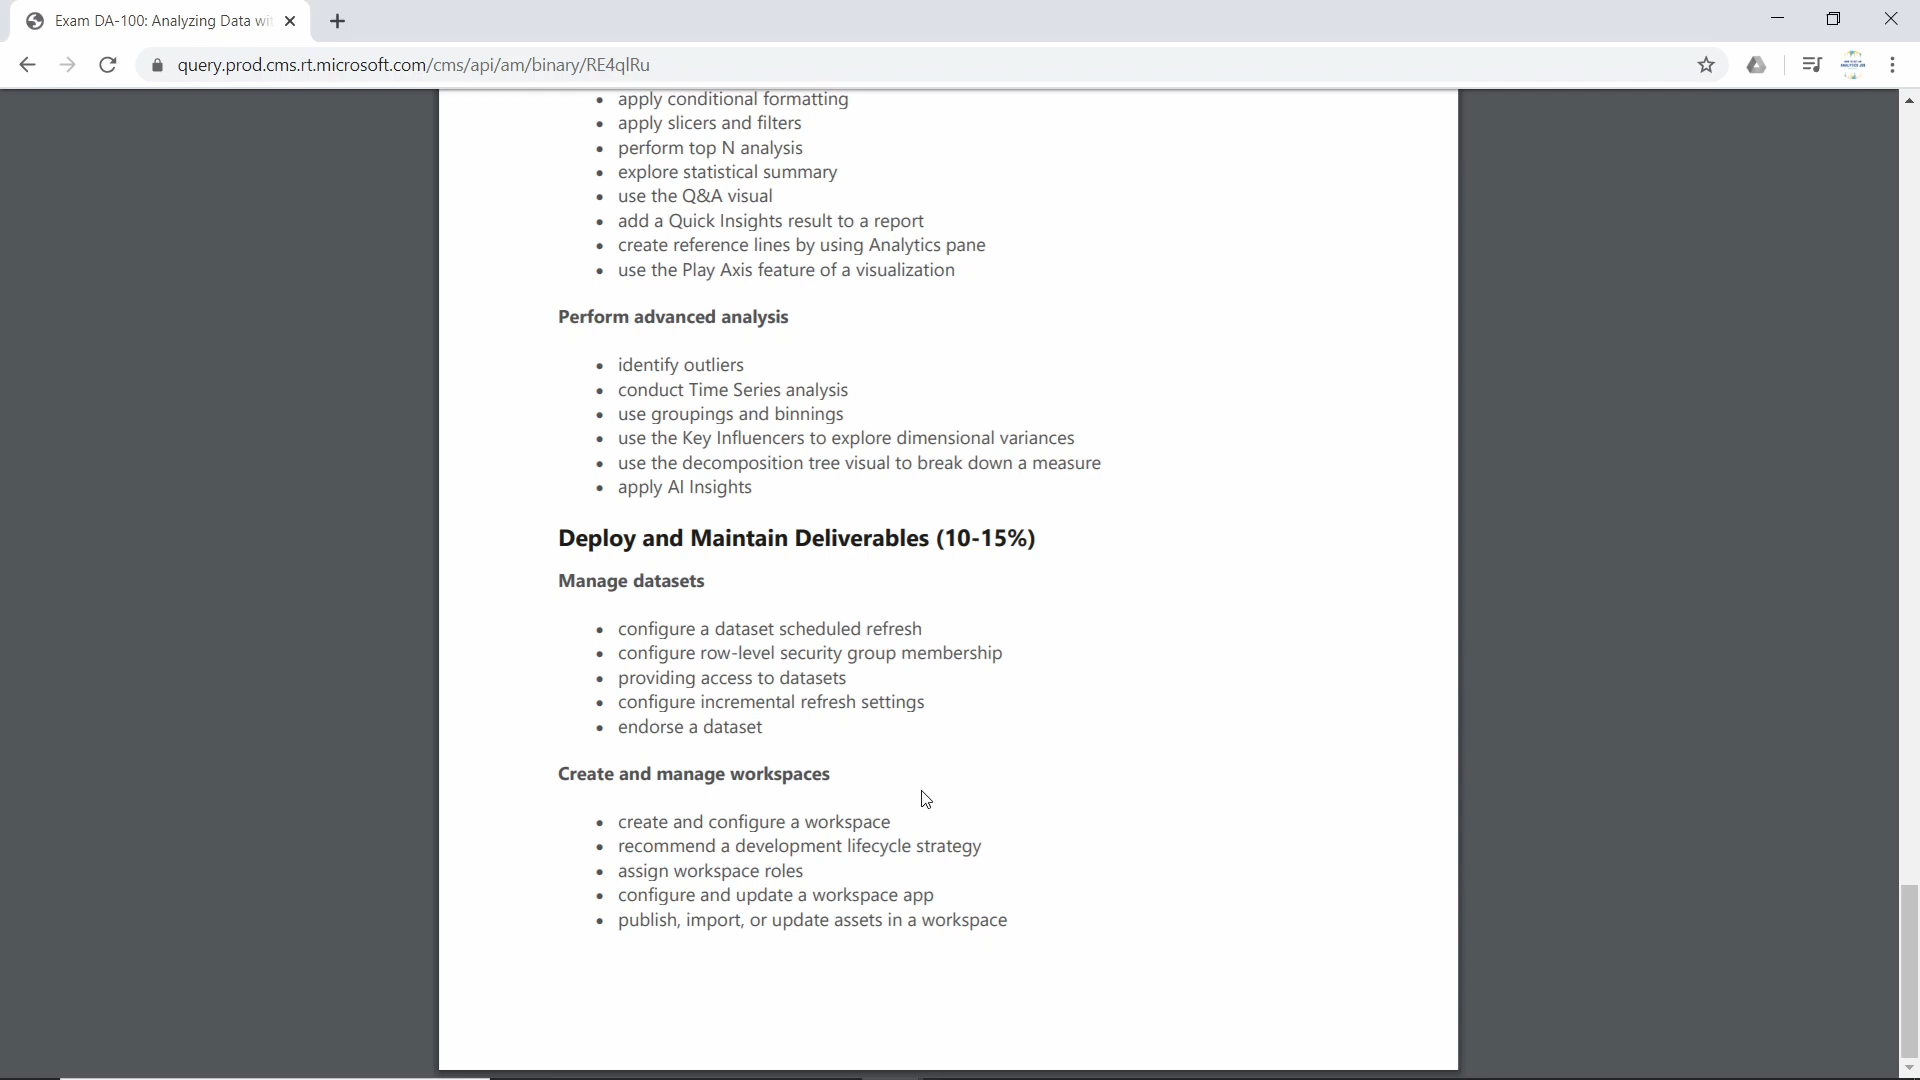 Exam DA-100: Analyzing Data wit
query.prod.cms.rt.microsoft.com/cms/api/am/binary/RE4qlRu
• apply conditional formatting
• apply slicers and filters
• perform top N analysis
• explore statistical summary
• use the Q&A visual
• add a Quick Insights result to a report
• create reference lines by using Analytics pane
• use the Play Axis feature of a visualization
Perform advanced analysis
• identify outliers
• conduct Time Series analysis
• use groupings and binnings
• use the Key Influencers to explore dimensional variances
• use the decomposition tree visual to break down a measure
• apply AI Insights
Deploy and Maintain Deliverables (10-15%)
Manage datasets
• configure a dataset scheduled refresh
• configure row-level security group membership
• providing access to datasets
• configure incremental refresh settings
• endorse a dataset
Create and manage workspaces
• create and configure a workspace
• recommend a development lifecycle strategy
• assign workspace roles
• configure and update a workspace app
• publish, import, or update assets in a workspace